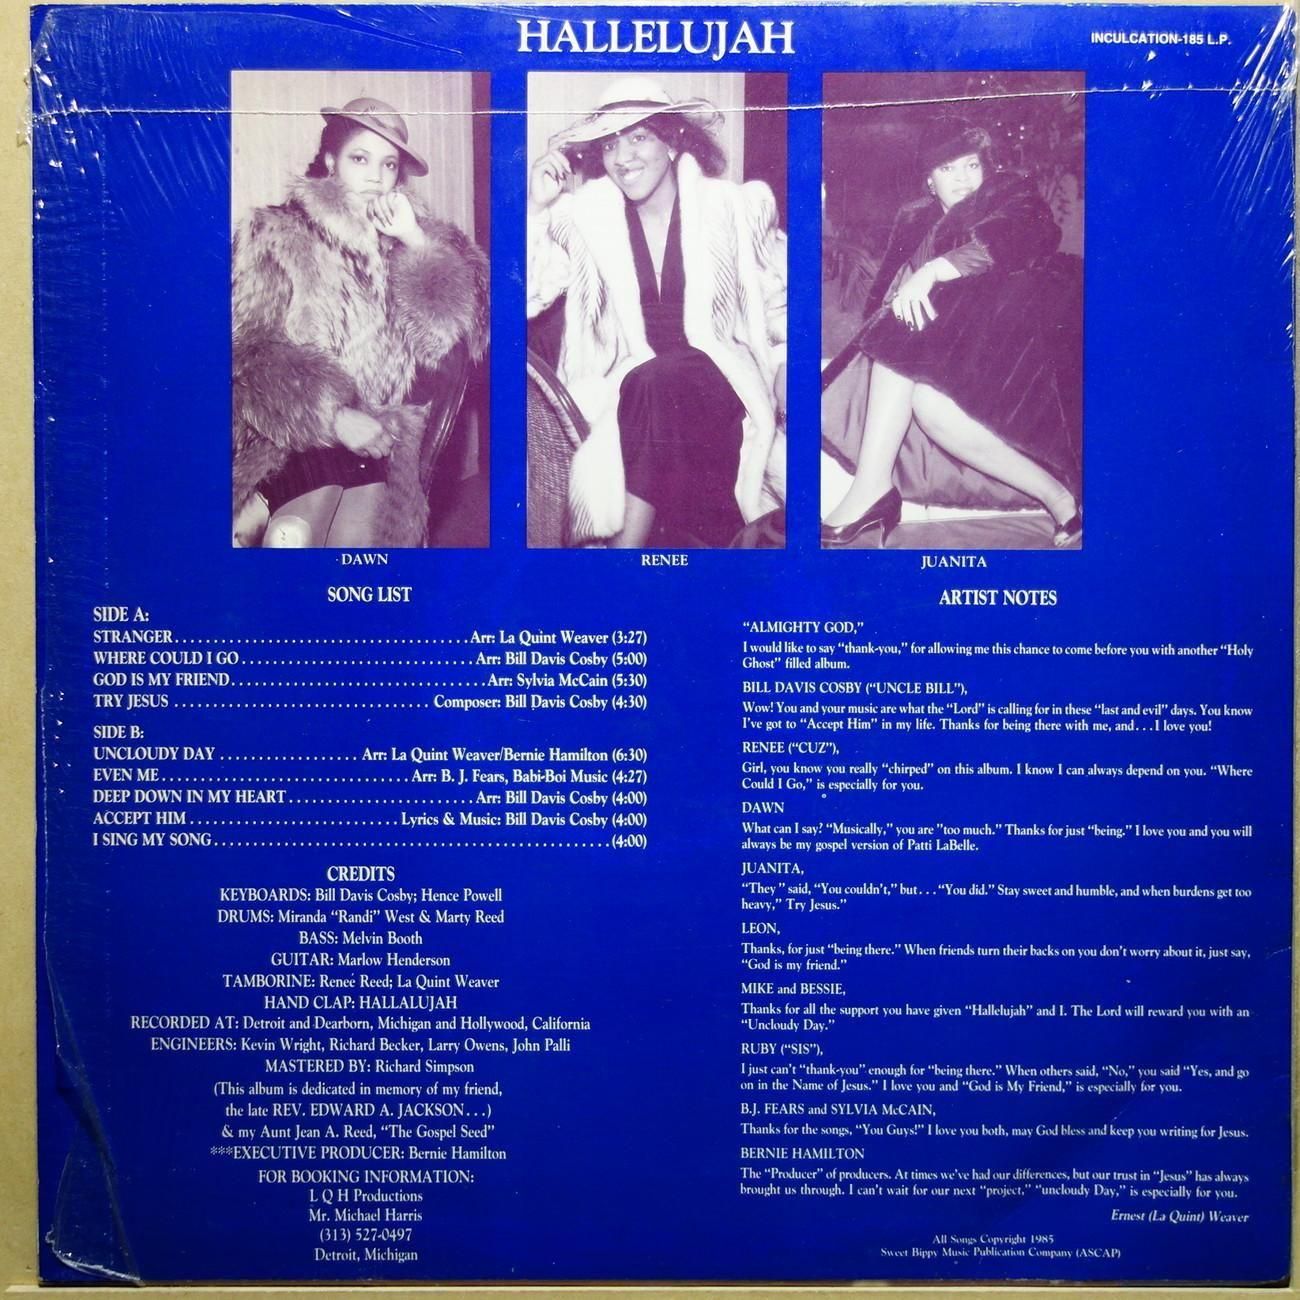 HALLELUJAH
INCULCATION-185 L.P.
DAWN
RENEE
JUANITA
SONG LIST
SIDE A:
STRANGER.....................................Arr: La Quint Weaver (3:27)
WHERE COULD I GO.............................Arr: Bill Davis Cosby (5:00)
GOD IS MY FRIEND................................Arr: Sylvia McCain (5:30)
TRY JESUS ................................ Composer: Bill Davis Cosby (4:30)
SIDE B:
UNCLOUDY DAY .................. Arr: La Quint Weaver/Bernie Hamilton (6:30)
EVEN ME...............................Arr: B. J. Fears, Babi-Boi Music (4:27)
DEEP DOWN IN MY HEART.......................Arr: Bill Davis Cosby (4:00)
ACCEPT HIM..........................Lyrics & Music: Bill Davis Cosby (4:00)
I SING MY SONG..................................................(4:00)
CREDITS
KEYBOARDS: Bill Davis Cosby; Hence Powell
DRUMS: Miranda “Randi” West & Marty Reed
BASS: Melvin Booth
GUITAR: Marlow Henderson
TAMBORINE: Reneé Reed; La Quint Weaver
HAND CLAP: HALLALUJAH
RECORDED AT: Detroit and Dearborn, Michigan and Hollywood, California
ENGINEERS: Kevin Wright, Richard Becker, Larry Owens, John Palli
MASTERED BY: Richard Simpson
(This album is dedicated in memory of my friend,
the late REV. EDWARD A. JACKSON...)
& my Aunt Jean A. Reed, “The Gospel Seed”
***EXECUTIVE PRODUCER: Bernie Hamilton
FOR BOOKING INFORMATION:
L Q H Productions
Mr. Michael Harris
(313) 527-0497
Detroit, Michigan
ARTIST NOTES
“ALMIGHTY GOD,”
I would like to say “thank-you,” for allowing me this chance to come before you with another “Holy
Ghost” filled album.
BILL DAVIS COSBY (“UNCLE BILL”),
Wow! You and your music are what the “Lord” is calling for in these “last and evil” days. You know
I’ve got to “Accept Him” in my life. Thanks for being there with me, and...I love you!
RENEE (“CUZ”),
Girl, you know you really “chirped” on this album. I know I can always depend on you. “Where
Could I Go,” is especially for you.
DAWN
What can I say? “Musically,” you are ”too much.” Thanks for just “being.” I love you and you will
always be my gospel version of Patti LaBelle.
JUANITA,
“They ” said, “You couldn’t,” but...“You did.” Stay sweet and humble, and when burdens get too
heavy,” Try Jesus.”
LEON,
Thanks, for just “being there.” When friends turn their backs on you don’t worry about it, just say,
“God is my friend.”
MIKE and BESSIE,
Thanks for all the support you have given “Hallelujah” and I. The Lord will reward you with an
“Uncloudy Day.”
RUBY (“SIS”),
I just can’t “thank-you” enough for “being there.” When others said, “No,” you said “Yes, and go
on in the Name of Jesus.” I love you and “God is My Friend,” is especially for you.
B.J. FEARS and SYLVIA McCAIN,
Thanks for the songs, “You Guys!” I love you both, may God bless and keep you writing for Jesus.
BERNIE HAMILTON
The “Producer” of producers. At times we’ve had our differences, but our trust in “Jesus” has always
brought us through. I can’t wait for our next “project,” “uncloudy Day,” is especially for you.
Ernest (La Quint) Weaver
All Songs Copyright 1985
Sweet Bippy Music Publication Company (ASCAP)